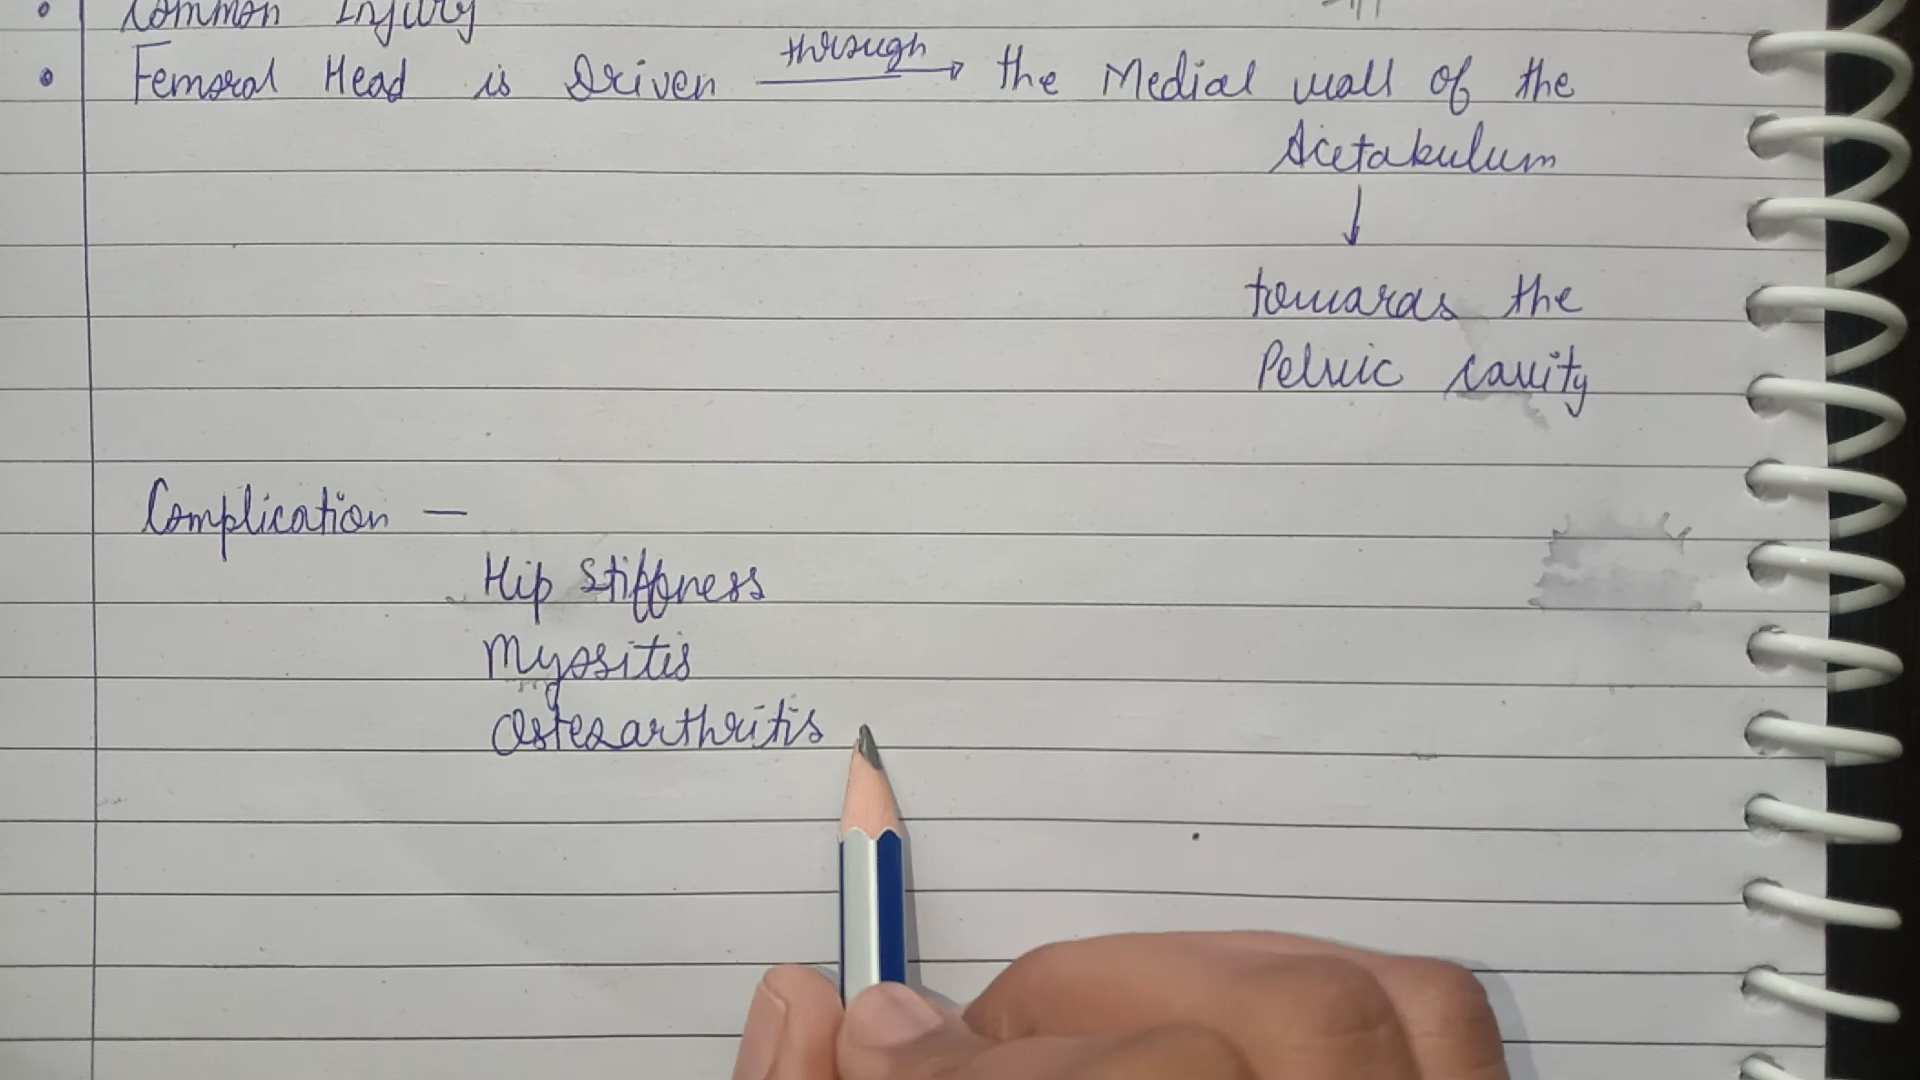 • Common Injury
• Femoral Head is Driven through → the Medial wall of the
Acetabulum
↓
towards the
Pelvic cavity
Complication —
Hip stiffness
Myositis
Osteoarthritis